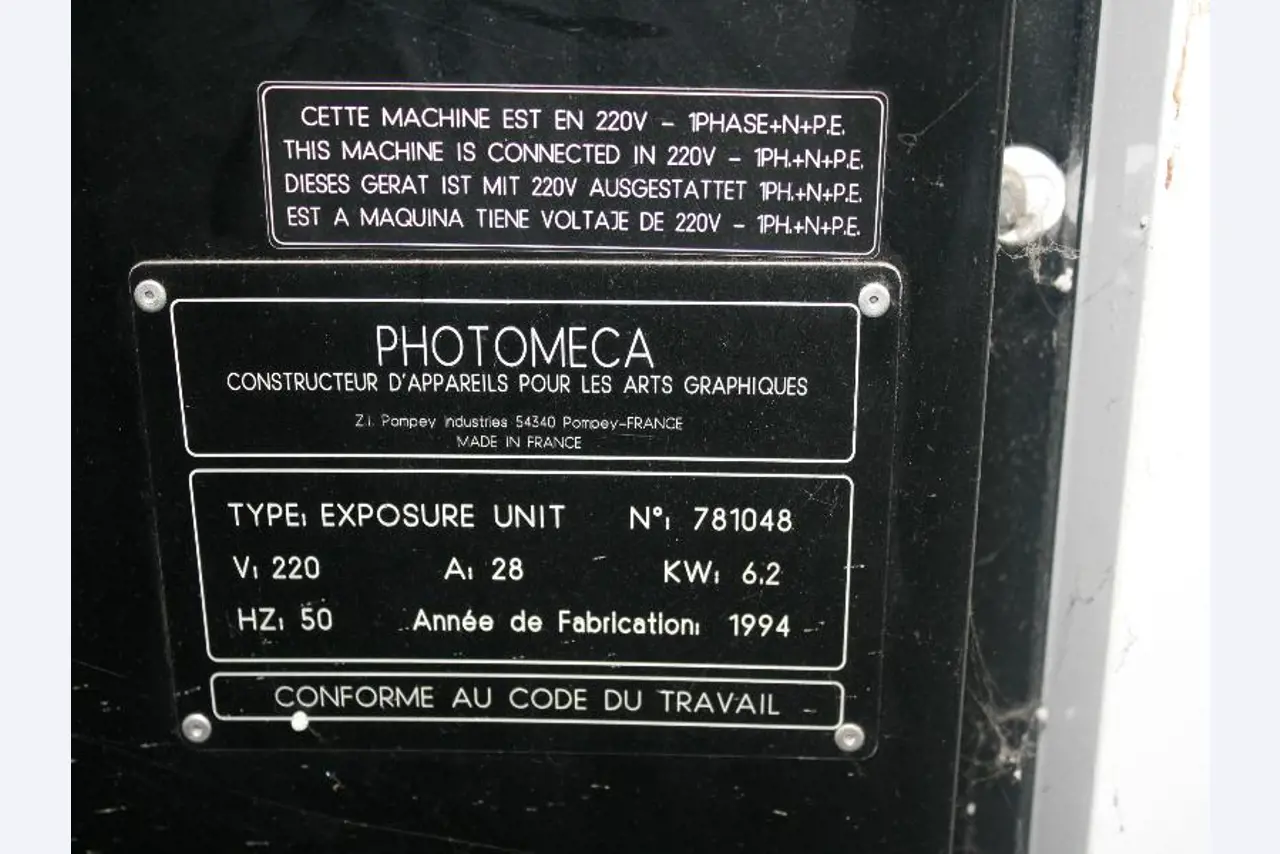 CETTE MACHINE EST EN 220V - 1PHASE+N+P.E.
THIS MACHINE IS CONNECTED IN 220V - 1PH.+N+P.E.
DIESES GERAT IST MIT 220V AUSGESTATTET 1PH.+N+P.E.
EST A MAQUINA TIENE VOLTAJE DE 220V - 1PH.+N+P.E.
PHOTOMECA
CONSTRUCTEUR D'APPAREILS POUR LES ARTS GRAPHIQUES
Z.I. Pompey Industries 54340 Pompey-FRANCE
MADE IN FRANCE
TYPE: EXPOSURE UNIT N°: 781048
V: 220 A: 28 KW: 6.2
HZ: 50 Année de Fabrication: 1994
CONFORME AU CODE DU TRAVAIL